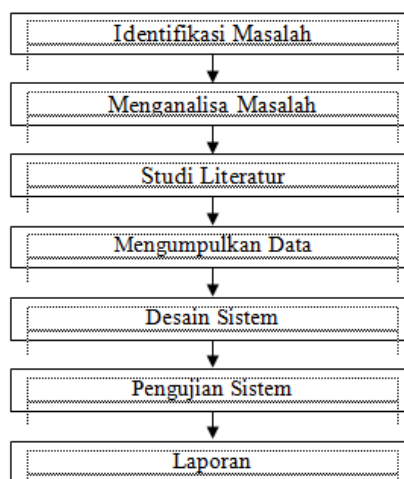 Identifikasi Masalah
Menganalisa Masalah
Studi Literatur
Mengumpulkan Data
Desain Sistem
Pengujian Sistem
Laporan